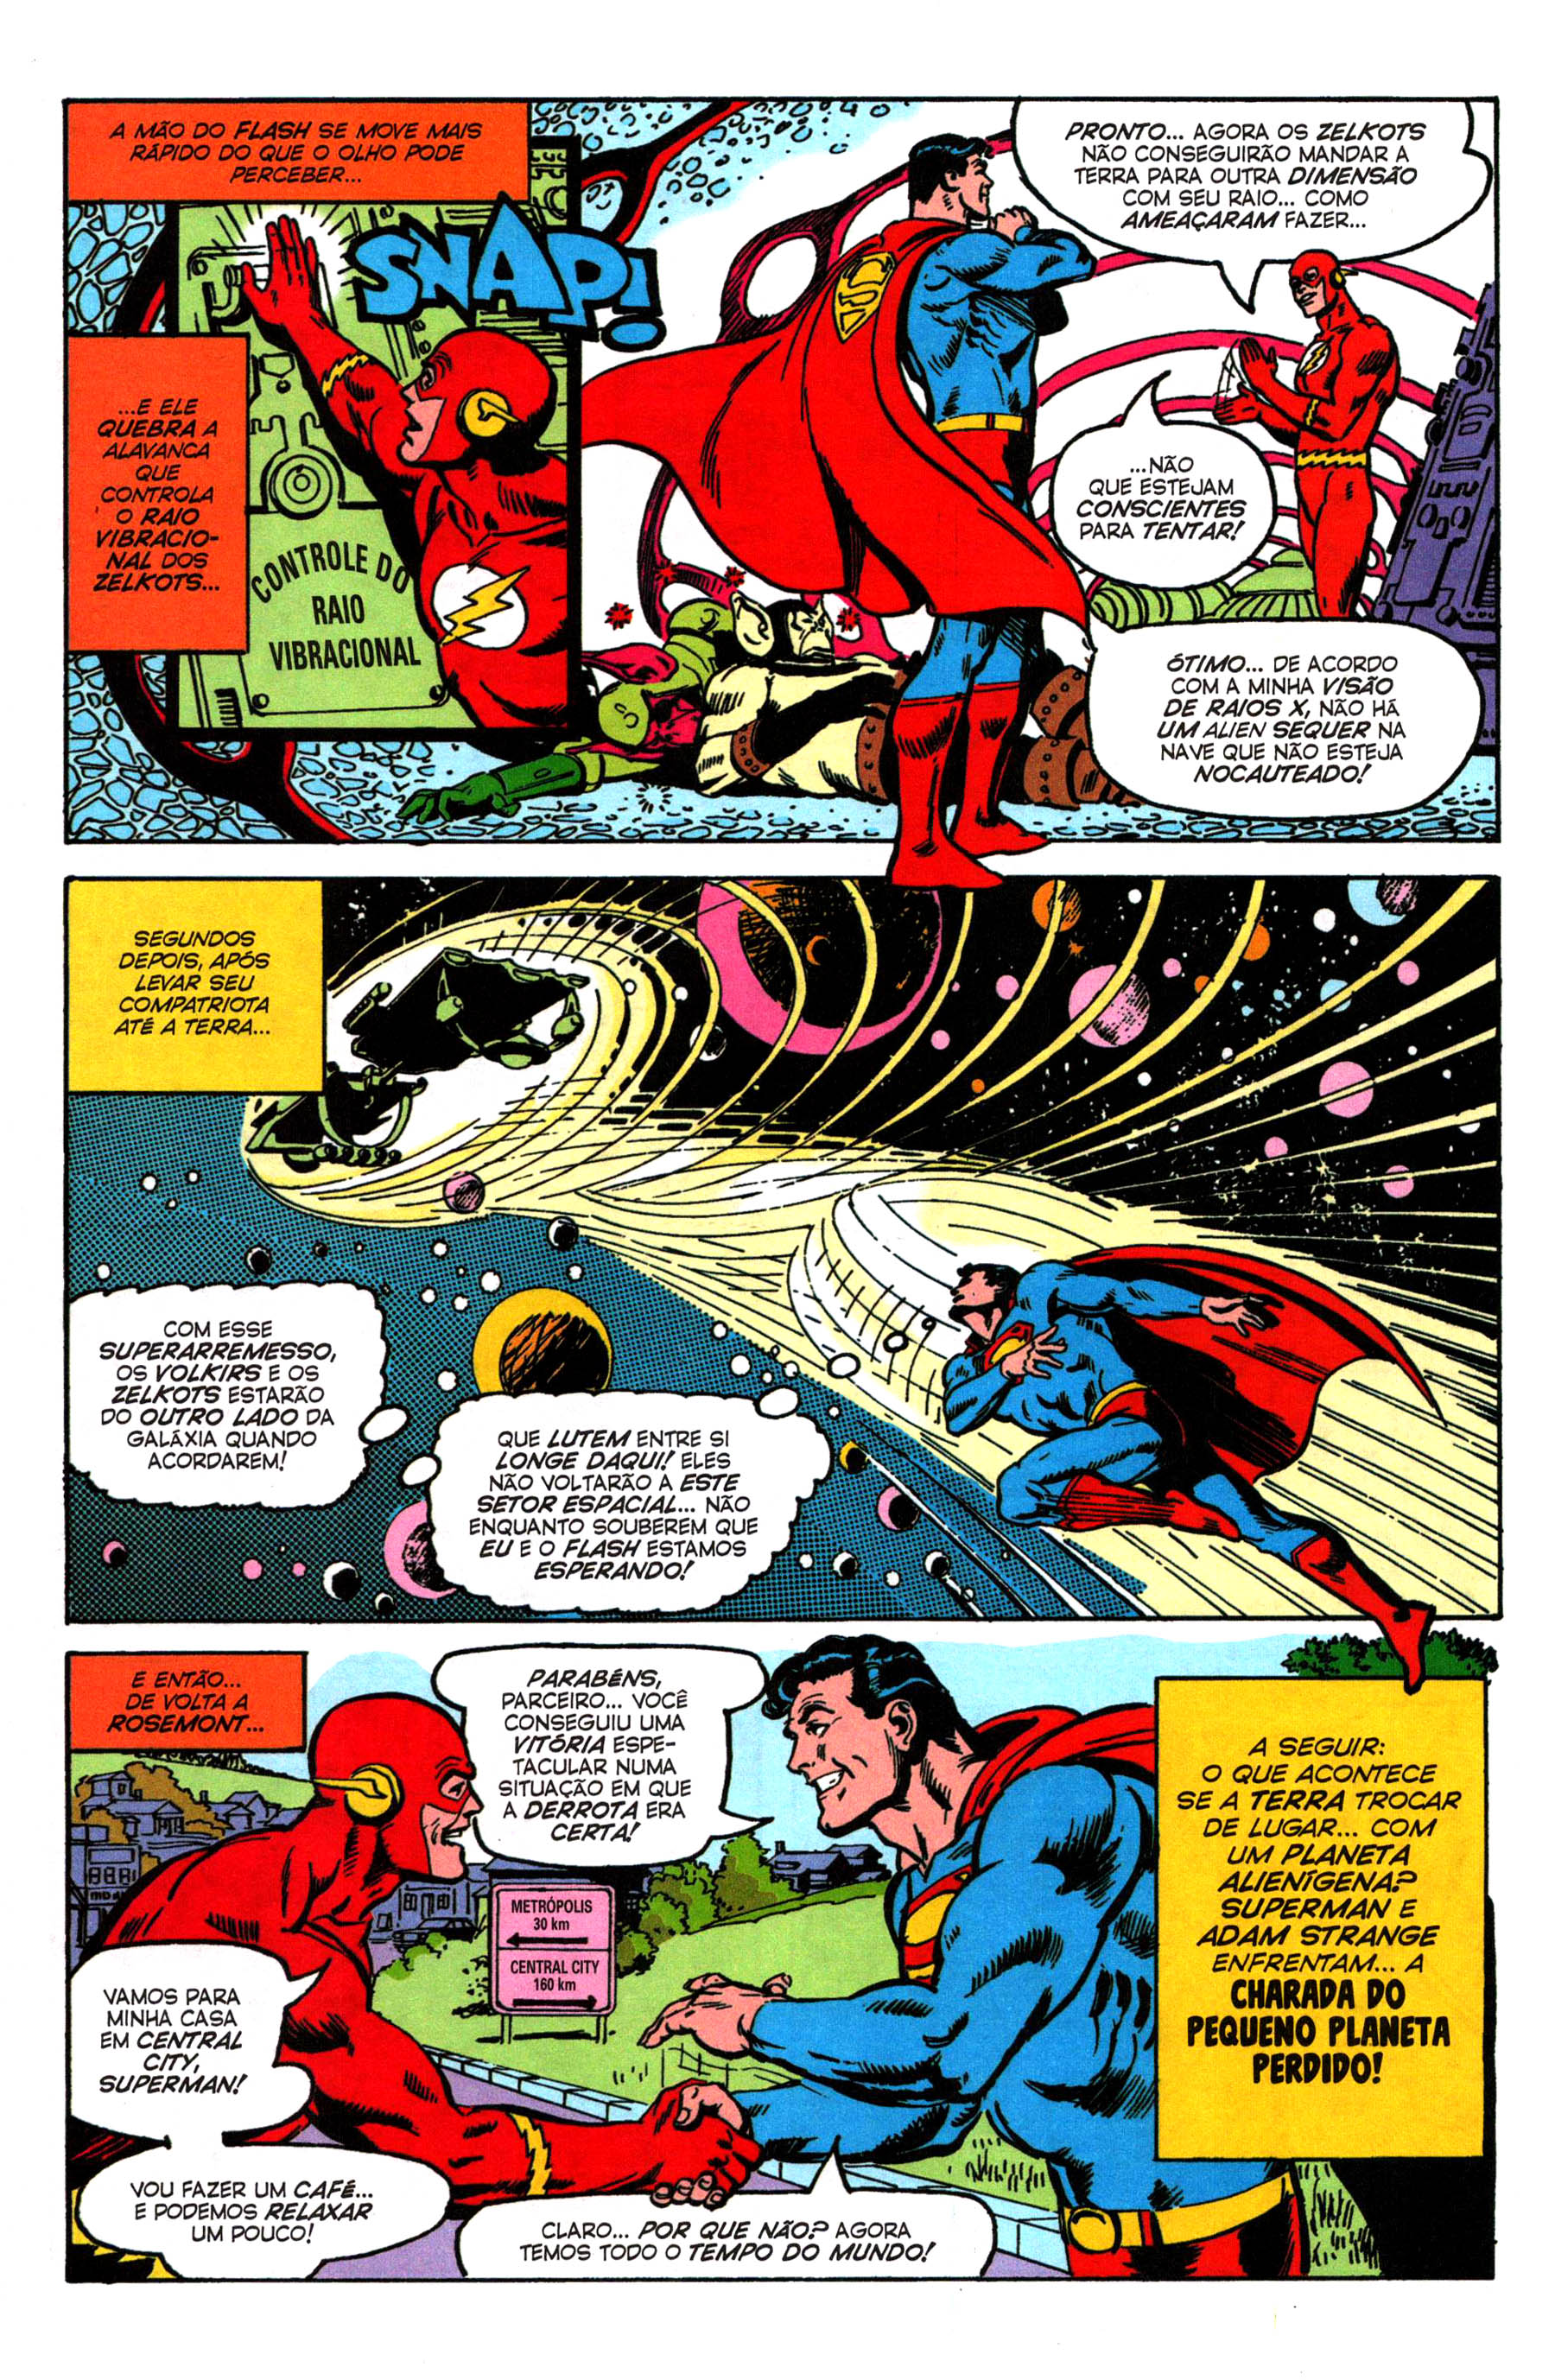 A MÃO DO FLASH SE MOVE MAIS
RÁPIDO DO QUE O OLHO PODE
PERCEBER...
SNAP!
...E ELE
QUEBRA A
ALAVANCA
QUE
CONTROLA
O RAIO
VIBRACIO-
NAL DOS
ZELKOTS...
CONTROLE DO
RAIO
VIBRACIONAL
PRONTO... AGORA OS ZELKOTS
NÃO CONSEGUIRÃO MANDAR A
TERRA PARA OUTRA DIMENSÃO
COM SEU RAIO... COMO
AMEAÇARAM FAZER...
...NÃO
QUE ESTEJAM
CONSCIENTES
PARA TENTAR!
ÓTIMO... DE ACORDO
COM A MINHA VISÃO
DE RAIOS X, NÃO HÁ
UM ALIEN SEQUER NA
NAVE QUE NÃO ESTEJA
NOCAUTEADO!
SEGUNDOS
DEPOIS, APÓS
LEVAR SEU
COMPATRIOTA
ATÉ A TERRA...
COM ESSE
SUPERARREMESSO,
OS VOLKIRS E OS
ZELKOTS ESTARÃO
DO OUTRO LADO DA
GALÁXIA QUANDO
ACORDAREM!
QUE LUTEM ENTRE SI
LONGE DAQUI! ELES
NÃO VOLTARÃO A ESTE
SETOR ESPACIAL... NÃO
ENQUANTO SOUBEREM QUE
EU E O FLASH ESTAMOS
ESPERANDO!
E ENTÃO...
DE VOLTA A
ROSEMONT...
PARABÉNS,
PARCEIRO... VOCÊ
CONSEGUIU UMA
VITÓRIA ESPE-
TACULAR NUMA
SITUAÇÃO EM QUE
A DERROTA ERA
CERTA!
METRÓPOLIS
30 km
CENTRAL CITY
160 km
VAMOS PARA
MINHA CASA
EM CENTRAL
CITY,
SUPERMAN!
VOU FAZER UM CAFÉ...
E PODEMOS RELAXAR
UM POUCO!
CLARO... POR QUE NÃO? AGORA
TEMOS TODO O TEMPO DO MUNDO!
A SEGUIR:
O QUE ACONTECE
SE A TERRA TROCAR
DE LUGAR... COM
UM PLANETA
ALIENÍGENA?
SUPERMAN E
ADAM STRANGE
ENFRENTAM... A
CHARADA DO
PEQUENO PLANETA
PERDIDO!